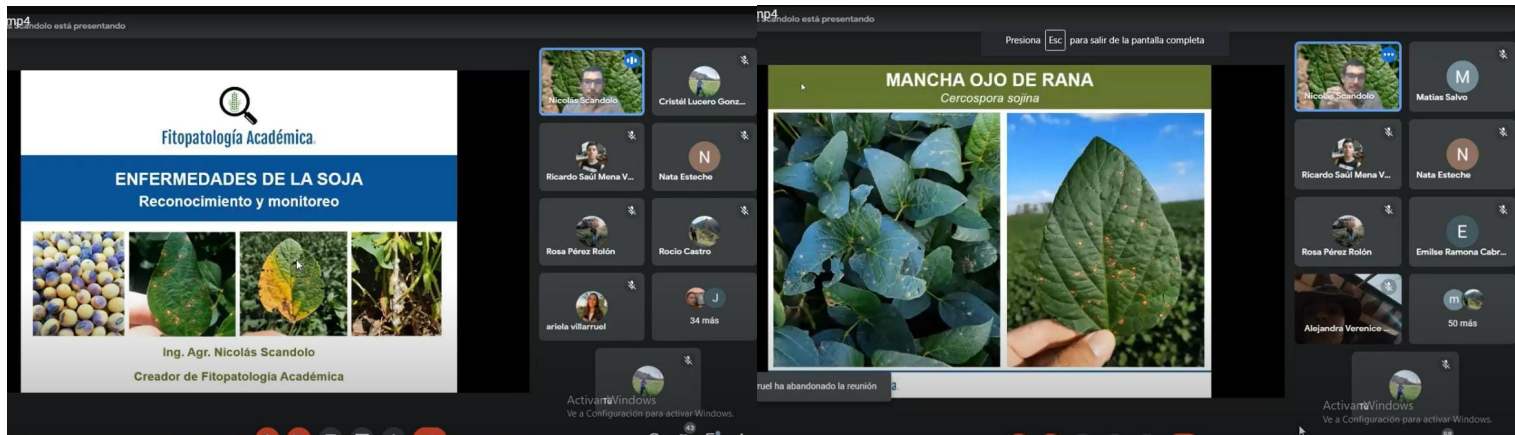 mp4
Scandolo está presentando
Fitopatología Académica
ENFERMEDADES DE LA SOJA
Reconocimiento y monitoreo
Ing. Agr. Nicolás Scandolo
Creador de Fitopatología Académica
Nicolás Scandolo
Cristél Lucero Gonz...
Ricardo Saúl Mena V...
N
Nata Esteche
Rosa Pérez Rolón
Rocio Castro
ariela villarruel
J
34 más
Tú
Activar Windows
Ve a Configuración para activar Windows.
43
mp4
Scandolo está presentando
Presiona Esc para salir de la pantalla completa
MANCHA OJO DE RANA
Cercospora sojina
ruel ha abandonado la reunión
a
Nicolás Scandolo
M
Matias Salvo
Ricardo Saúl Mena V...
N
Nata Esteche
Rosa Pérez Rolón
E
Emilse Ramona Cabr...
Alejandra Verenice ...
m
50 más
Tú
Activar Windows
Ve a Configuración para activar Windows.